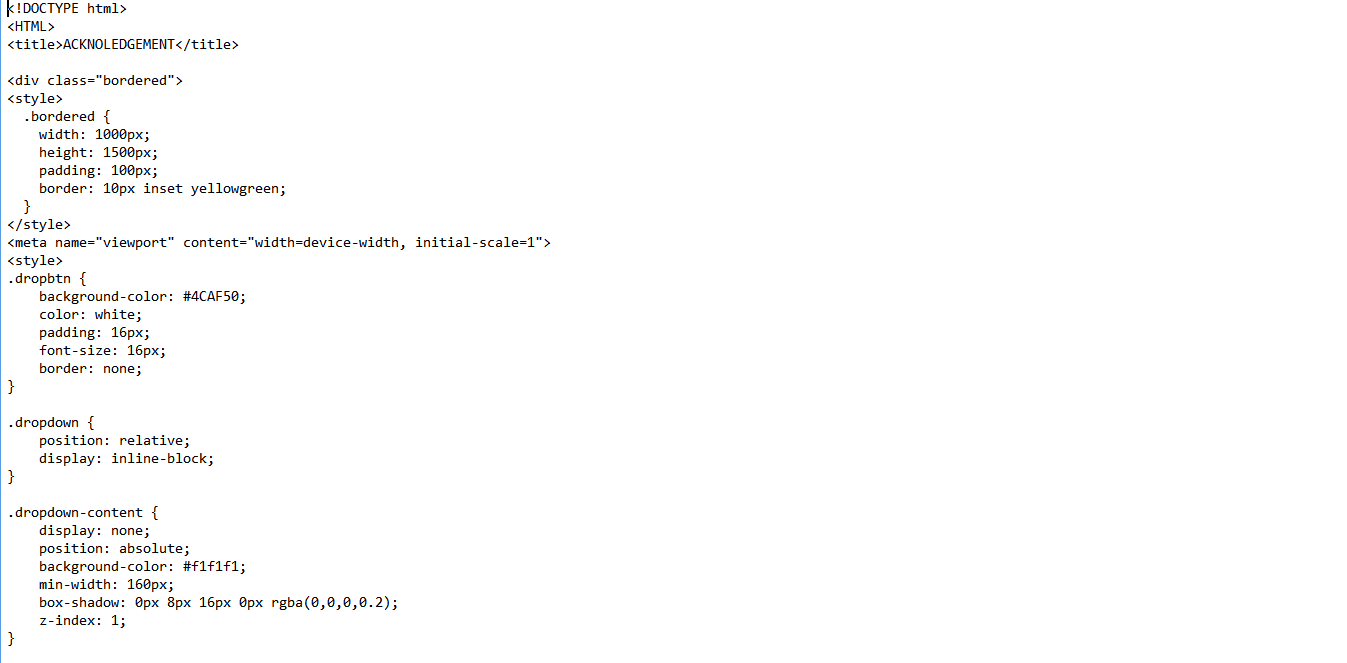 <!DOCTYPE html>
<HTML>
<title>ACKNOLEDGEMENT</title>

<div class="bordered">
<style>
  .bordered {
    width: 1000px;
    height: 1500px;
    padding: 100px;
    border: 10px inset yellowgreen;
  }
</style>
<meta name="viewport" content="width=device-width, initial-scale=1">
<style>
.dropbtn {
    background-color: #4CAF50;
    color: white;
    padding: 16px;
    font-size: 16px;
    border: none;
}

.dropdown {
    position: relative;
    display: inline-block;
}

.dropdown-content {
    display: none;
    position: absolute;
    background-color: #f1f1f1;
    min-width: 160px;
    box-shadow: 0px 8px 16px 0px rgba(0,0,0,0.2);
    z-index: 1;
}